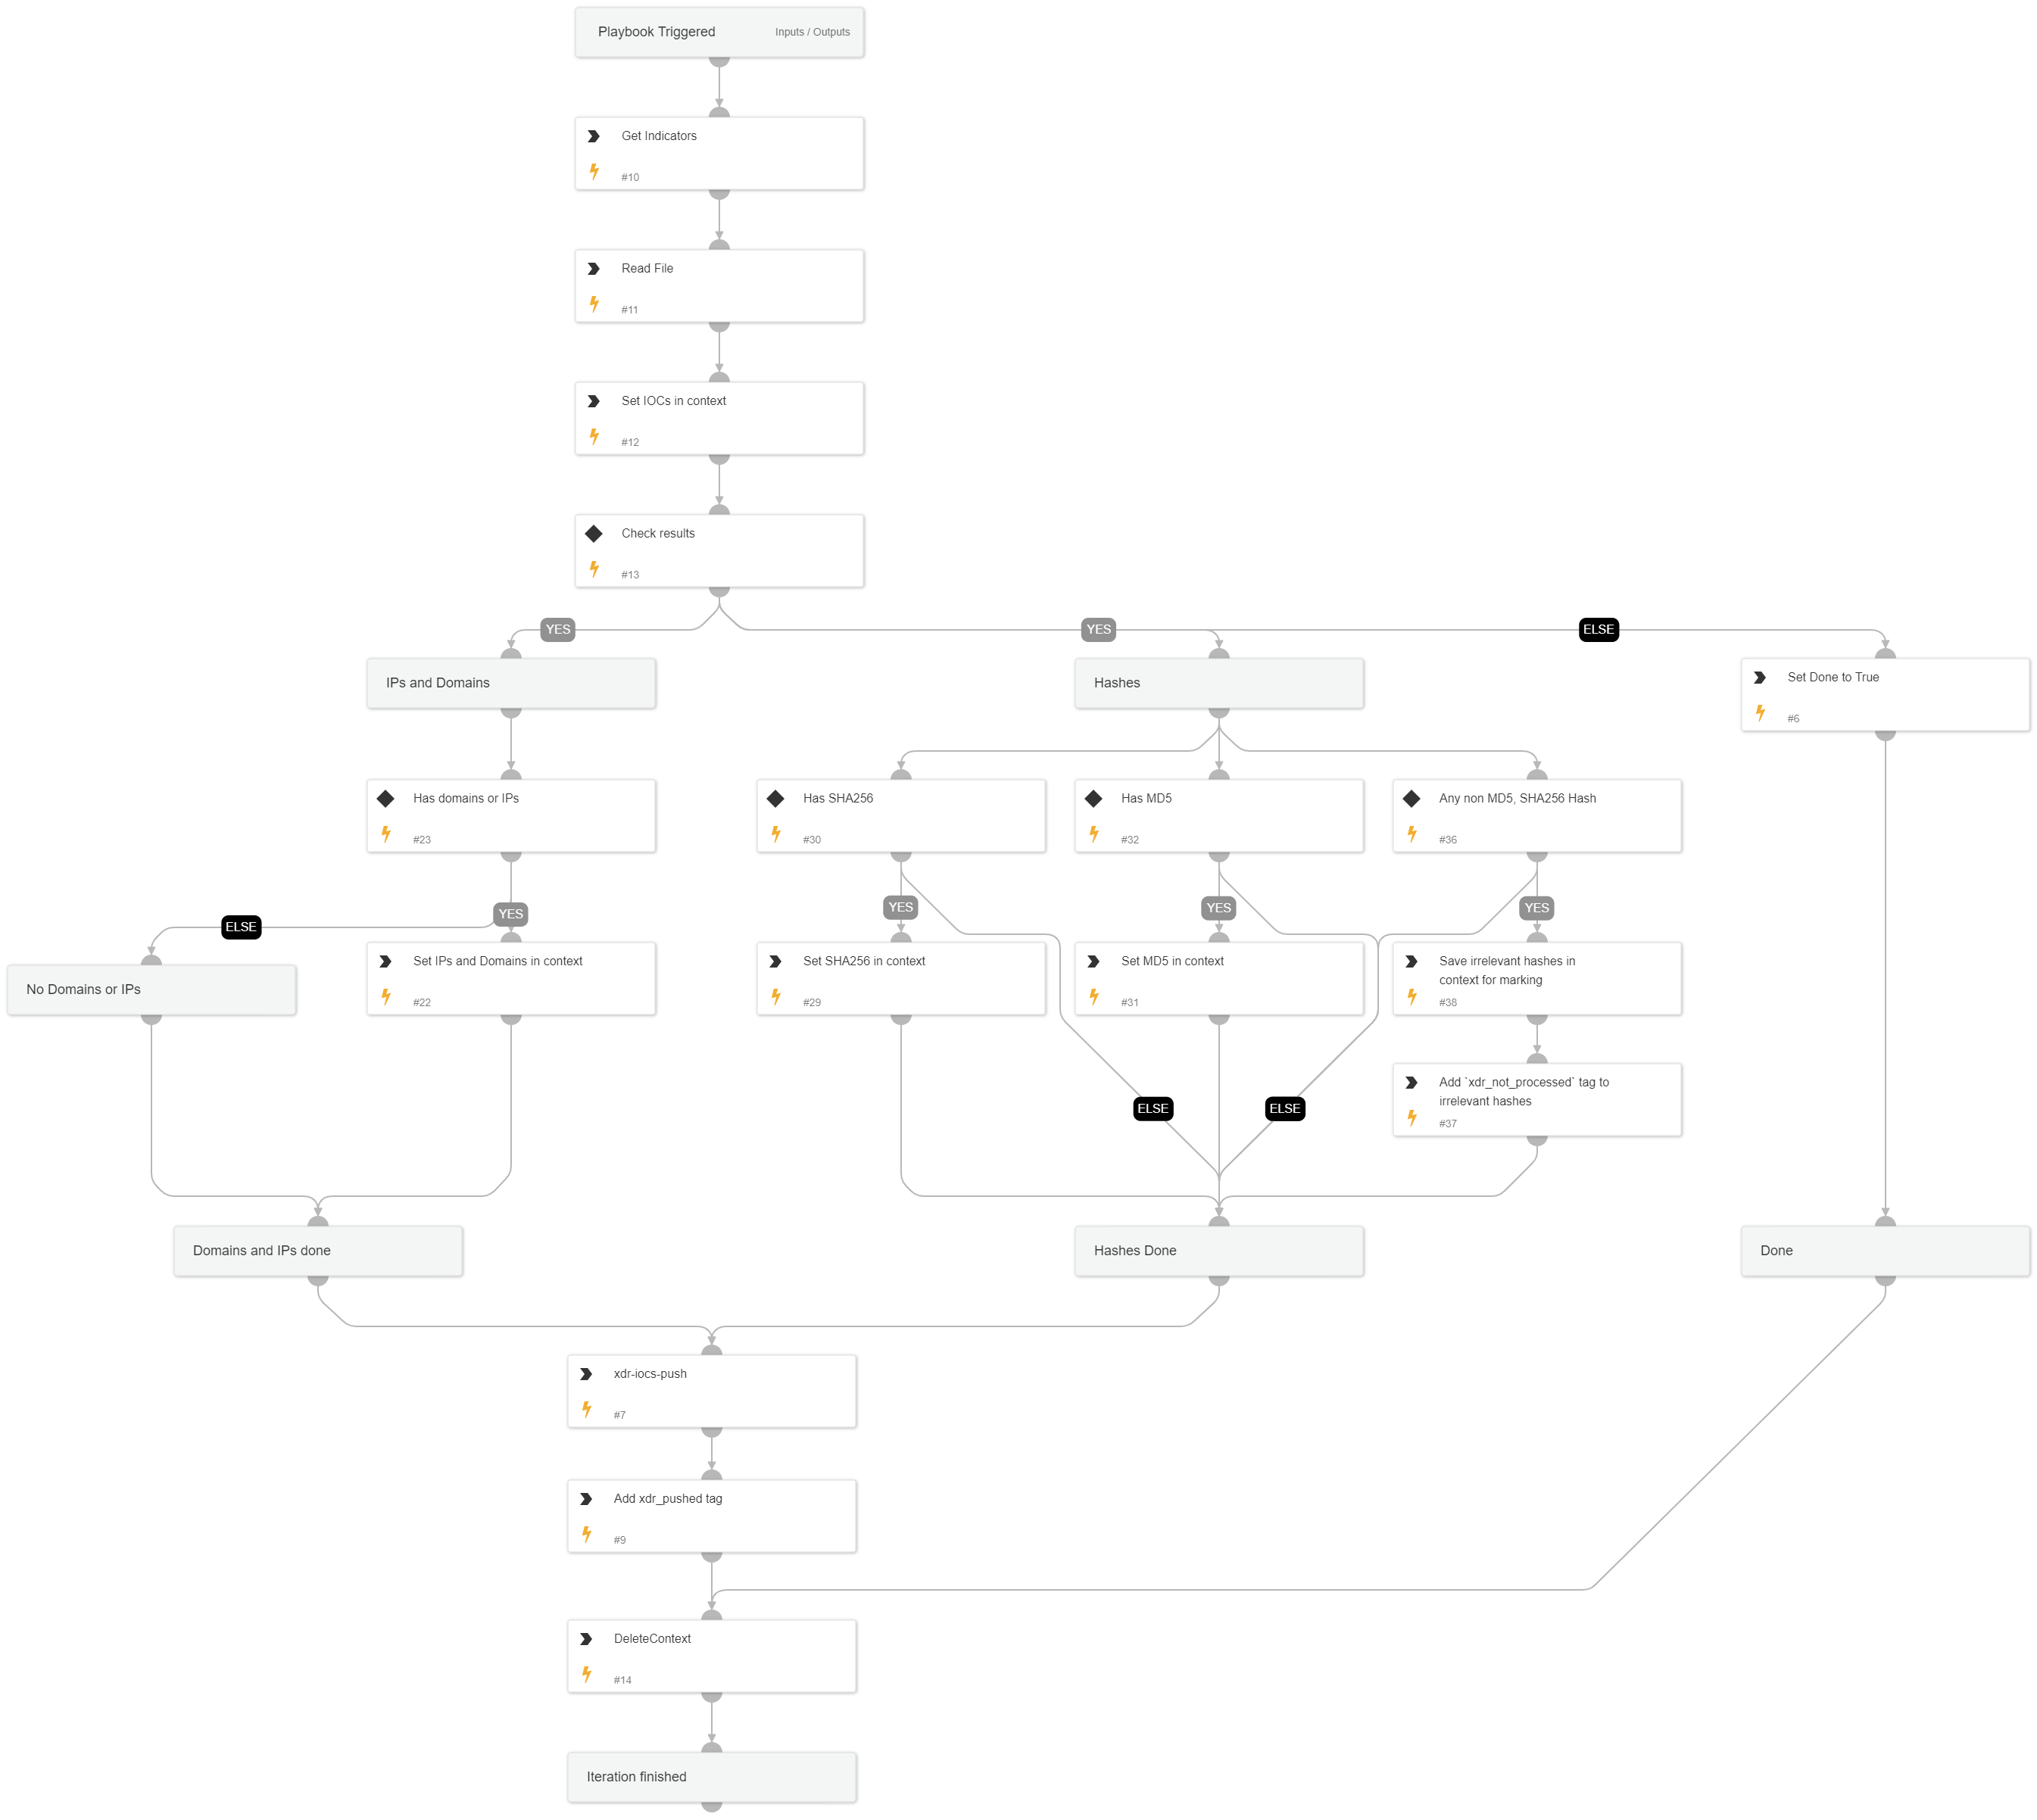 Playbook Triggered Inputs / Outputs
Get Indicators
#10
Read File
#11
Set IOCs in context
#12
Check results
#13
YES YES ELSE
IPs and Domains
Hashes
Set Done to True
#6
Has domains or IPs
#23
Has SHA256
#30
Has MD5
#32
Any non MD5, SHA256 Hash
#36
ELSE YES YES YES YES
No Domains or IPs
Set IPs and Domains in context
#22
Set SHA256 in context
#29
Set MD5 in context
#31
Save irrelevant hashes in
context for marking
#38
Add `xdr_not_processed` tag to
irrelevant hashes
#37
ELSE ELSE
Domains and IPs done
Hashes Done
Done
xdr-iocs-push
#7
Add xdr_pushed tag
#9
DeleteContext
#14
Iteration finished